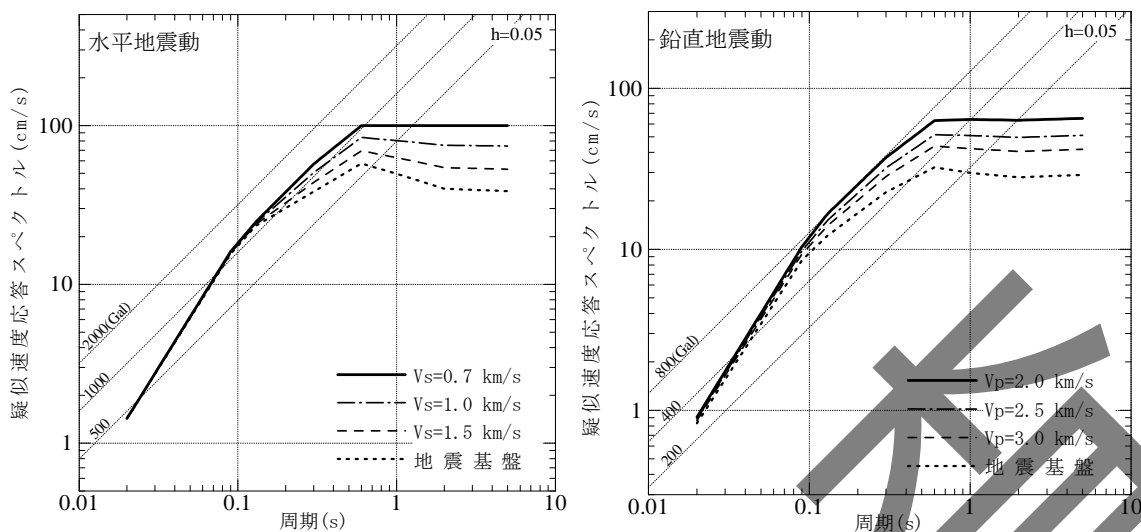 水平地震動
h=0.05
100
10
1
疑似速度応答スペクトル(cm/s)
2000(Gal)
1000
500
Vs=0.7 km/s
Vs=1.0 km/s
Vs=1.5 km/s
地震基盤
0.01
0.1
1
10
周期(s)
鉛直地震動
h=0.05
100
10
1
疑似速度応答スペクトル(cm/s)
800(Gal)
400
200
Vp=2.0 km/s
Vp=2.5 km/s
Vp=3.0 km/s
地震基盤
0.01
0.1
1
10
周期(s)